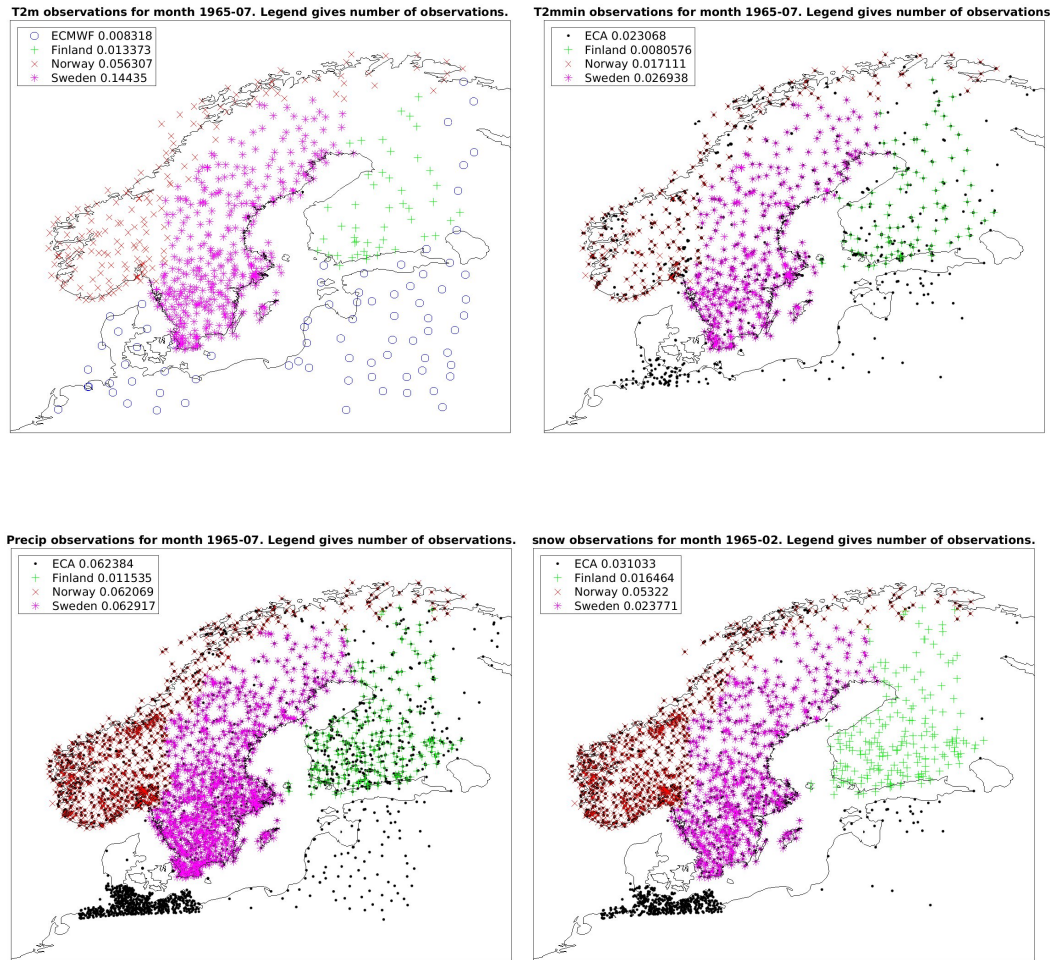 T2m observations for month 1965-07. Legend gives number of observations.
ECMWF 0.008318
Finland 0.013373
Norway 0.056307
Sweden 0.14435
T2mmin observations for month 1965-07. Legend gives number of observations
ECA 0.023068
Finland 0.0080576
Norway 0.017111
Sweden 0.026938
Precip observations for month 1965-07. Legend gives number of observations.
ECA 0.062384
Finland 0.011535
Norway 0.062069
Sweden 0.062917
snow observations for month 1965-02. Legend gives number of observations.
ECA 0.031033
Finland 0.016464
Norway 0.05322
Sweden 0.023771